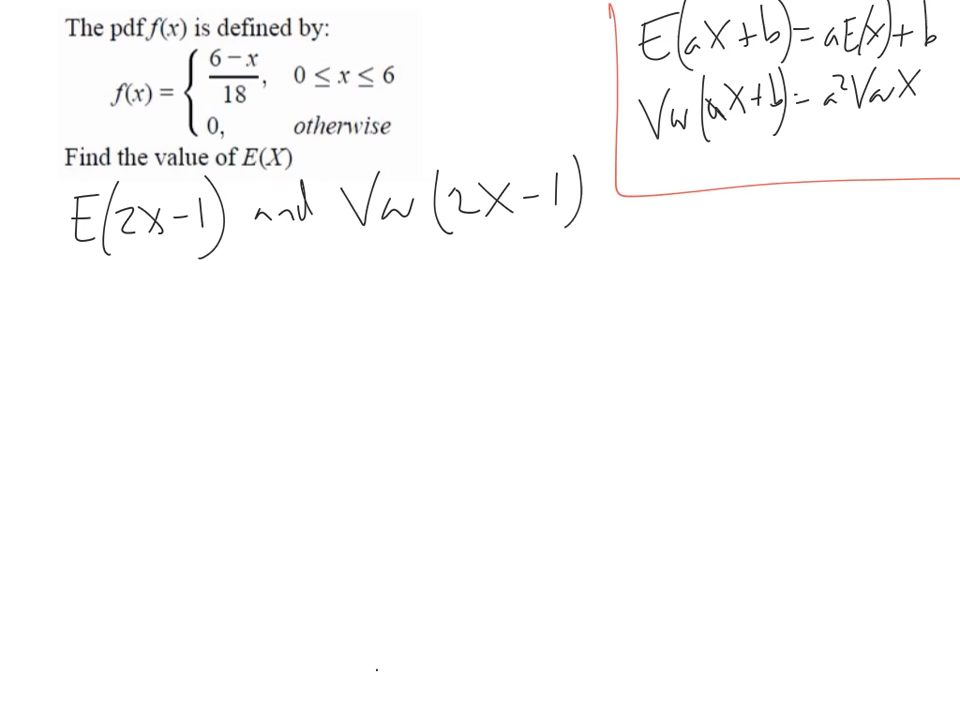 The pdf f(x) is defined by:
f(x) = { (6 − x)/18, 0 ≤ x ≤ 6
0, otherwise
Find the value of E(X)
E(2X-1) and Var(2X-1)
E(aX+b) = aE(X)+b
Var(aX+b) = a²VarX